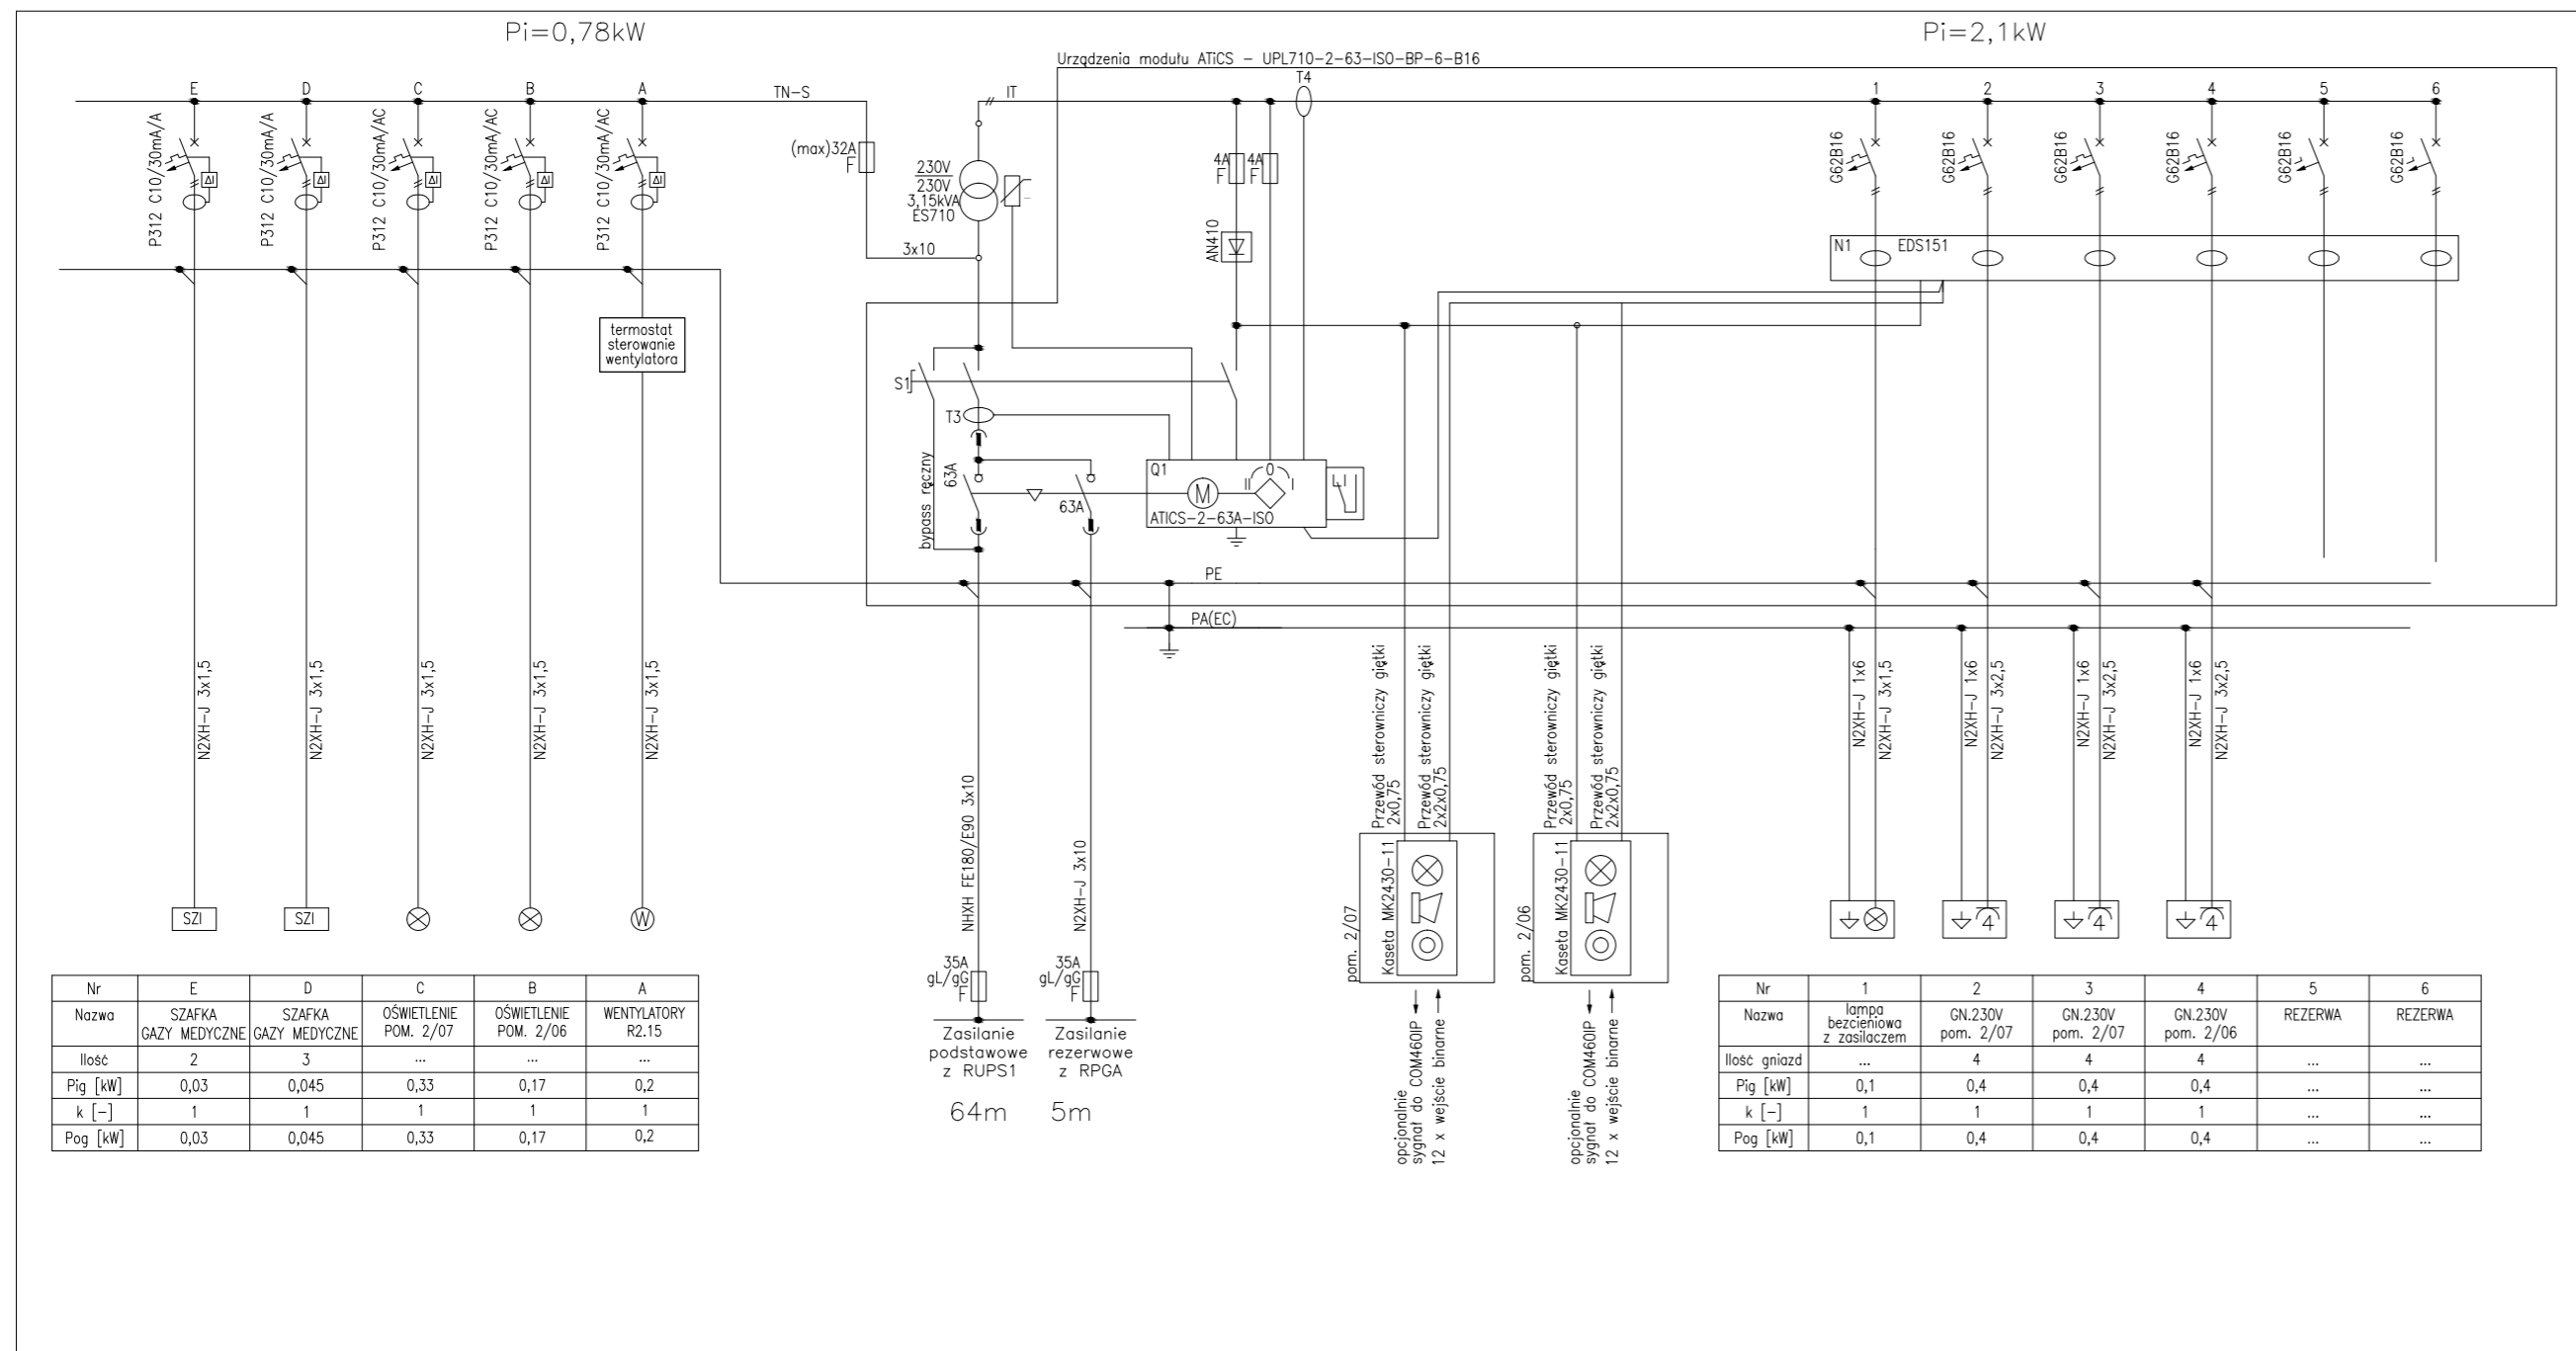 Pi=0,78kW
Pi=2,1kW
Urządzenia modułu ATiCS - UPL710-2-63-ISO-BP-6-B16
E
D
C
B
A
TN-S
IT
T4
1
2
3
4
5
6
P312 C10/30mA/A
P312 C10/30mA/A
P312 C10/30mA/AC
P312 C10/30mA/AC
P312 C10/30mA/AC
ΔI
ΔI
ΔI
ΔI
ΔI
(max)32A
F
230V
230V
3,15kVA
ES710
3x10
4A
F
4A
F
AN410
G62B16
G62B16
G62B16
G62B16
G62B16
G62B16
N1
EDS151
termostat
sterowanie
wentylatora
S1
T3
63A
63A
bypass ręczny
Q1
M
II
0
I
ATICS-2-63A-ISO
PE
PA(EC)
N2XH-J 3x1,5
N2XH-J 3x1,5
N2XH-J 3x1,5
N2XH-J 3x1,5
N2XH-J 3x1,5
NHXH FE180/E90 3x10
N2XH-J 3x10
Przewód sterowniczy giętki
2x0,75
Przewód sterowniczy giętki
2x2x0,75
Przewód sterowniczy giętki
2x0,75
Przewód sterowniczy giętki
2x2x0,75
N2XH-J 1x6
N2XH-J 3x1,5
N2XH-J 1x6
N2XH-J 3x2,5
N2XH-J 1x6
N2XH-J 3x2,5
N2XH-J 1x6
N2XH-J 3x2,5
SZI
SZI
W
pom. 2/07
Kaseta MK2430-11
pom. 2/06
Kaseta MK2430-11
4
4
4
35A
gL/gG
F
35A
gL/gG
F
Zasilanie
podstawowe
z RUPS1
64m
Zasilanie
rezerwowe
z RPGA
5m
opcjonalnie
sygnał do COM460IP
12 x wejście binarne
opcjonalnie
sygnał do COM460IP
12 x wejście binarne
Nr E D C B A
Nazwa SZAFKA GAZY MEDYCZNE SZAFKA GAZY MEDYCZNE OŚWIETLENIE POM. 2/07 OŚWIETLENIE POM. 2/06 WENTYLATORY R2.15
Ilość 2 3 ... ... ...
Pig [kW] 0,03 0,045 0,33 0,17 0,2
k [-] 1 1 1 1 1
Pog [kW] 0,03 0,045 0,33 0,17 0,2
Nr 1 2 3 4 5 6
Nazwa lampa bezcieniowa z zasilaczem GN.230V pom. 2/07 GN.230V pom. 2/07 GN.230V pom. 2/06 REZERWA REZERWA
Ilość gniazd ... 4 4 4 ... ...
Pig [kW] 0,1 0,4 0,4 0,4 ... ...
k [-] 1 1 1 1 ... ...
Pog [kW] 0,1 0,4 0,4 0,4 ... ...